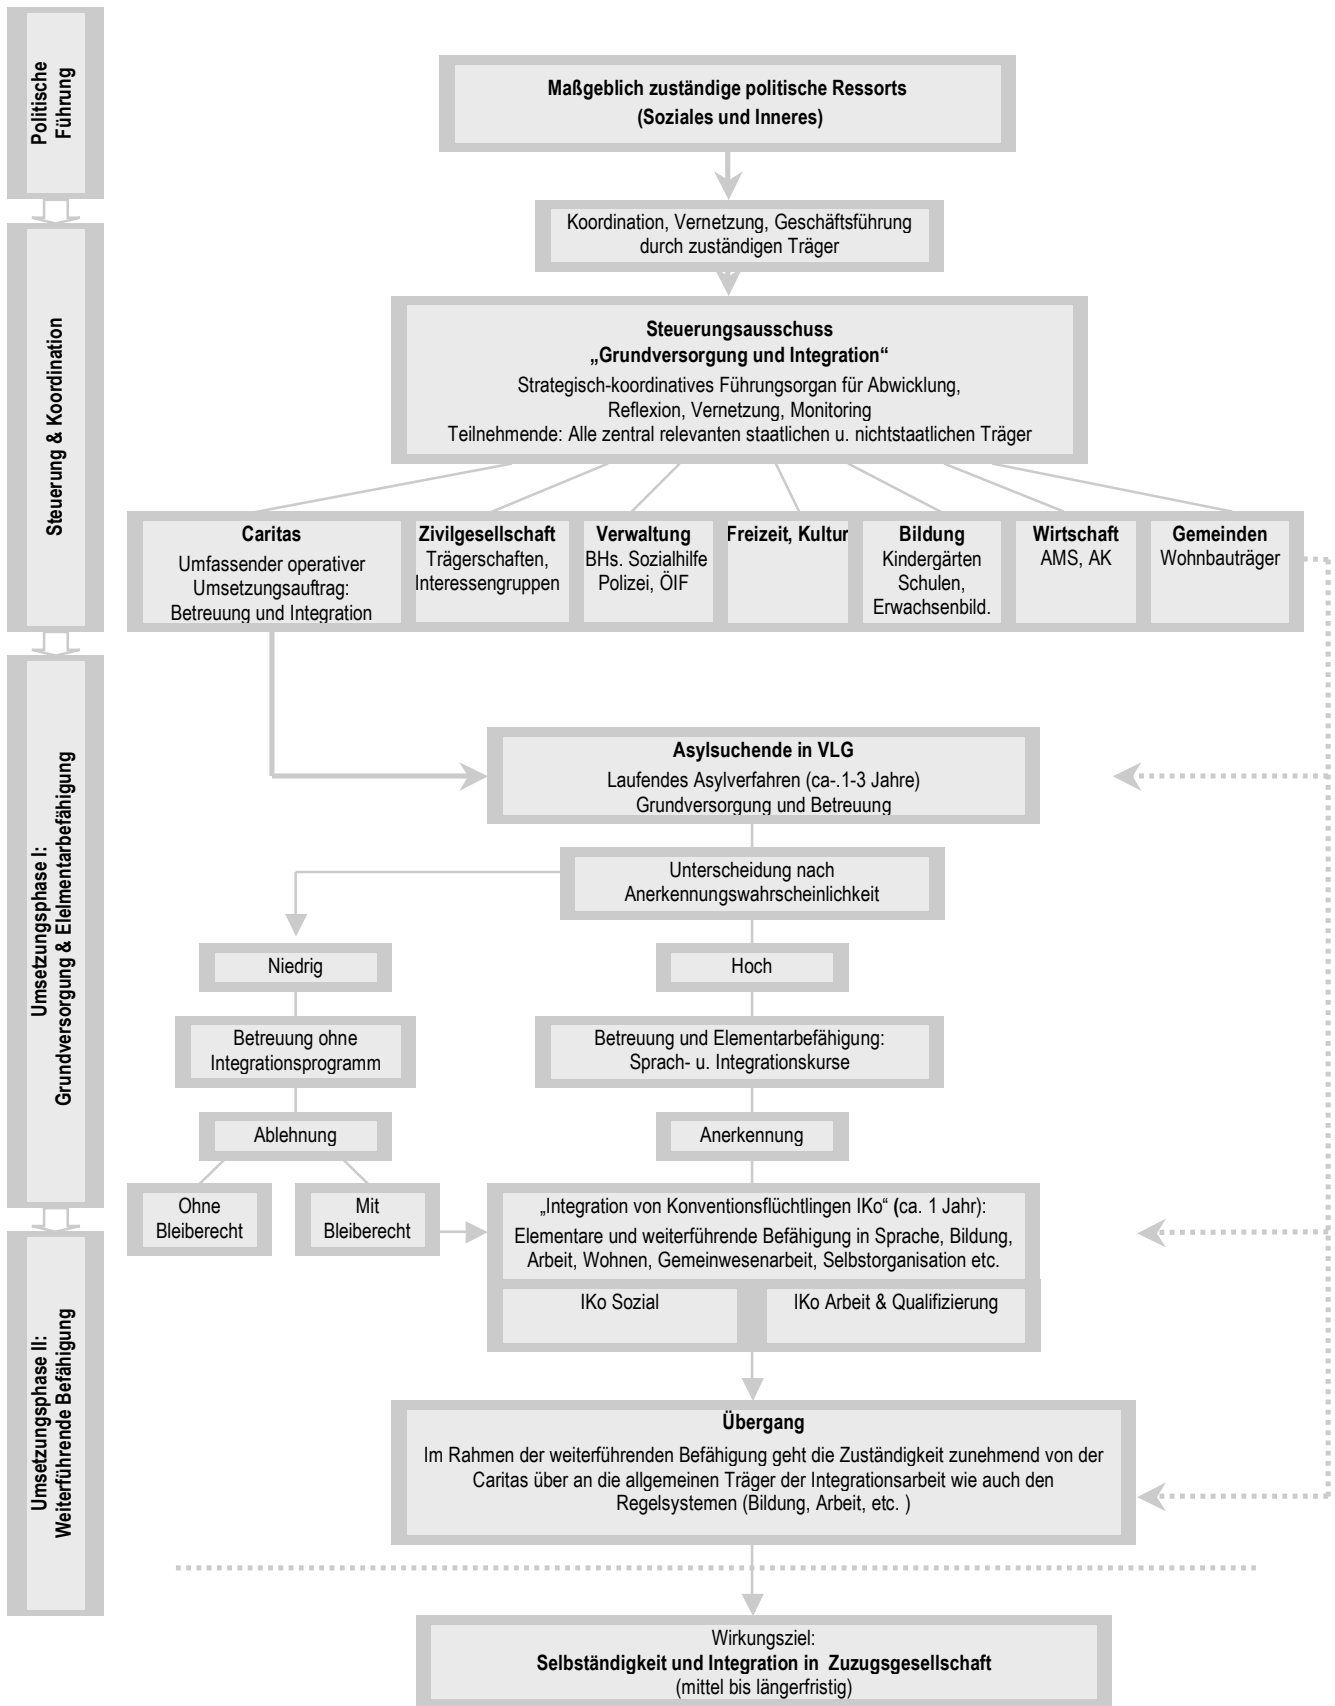 Politische
Führung
Maßgeblich zuständige politische Ressorts
(Soziales und Inneres)
Steuerung & Koordination
Koordination, Vernetzung, Geschäftsführung
durch zuständigen Träger
Steuerungsausschuss
„Grundversorgung und Integration“
Strategisch-koordinatives Führungsorgan für Abwicklung,
Reflexion, Vernetzung, Monitoring
Teilnehmende: Alle zentral relevanten staatlichen u. nichtstaatlichen Träger
Caritas
Umfassender operativer
Umsetzungsauftrag:
Betreuung und Integration
Zivilgesellschaft
Trägerschaften,
Interessengruppen
Verwaltung
BHs. Sozialhilfe
Polizei, ÖIF
Freizeit, Kultur
Bildung
Kindergärten
Schulen,
Erwachsenbild.
Wirtschaft
AMS, AK
Gemeinden
Wohnbauträger
Umsetzungsphase I:
Grundversorgung & Elelmentarbefähigung
Asylsuchende in VLG
Laufendes Asylverfahren (ca-.1-3 Jahre)
Grundversorgung und Betreuung
Unterscheidung nach
Anerkennungswahrscheinlichkeit
Niedrig
Hoch
Betreuung ohne
Integrationsprogramm
Betreuung und Elementarbefähigung:
Sprach- u. Integrationskurse
Ablehnung
Anerkennung
Ohne
Bleiberecht
Mit
Bleiberecht
Umsetzungsphase II:
Weiterführende Befähigung
„Integration von Konventionsflüchtlingen IKo“ (ca. 1 Jahr):
Elementare und weiterführende Befähigung in Sprache, Bildung,
Arbeit, Wohnen, Gemeinwesenarbeit, Selbstorganisation etc.
IKo Sozial
IKo Arbeit & Qualifizierung
Übergang
Im Rahmen der weiterführenden Befähigung geht die Zuständigkeit zunehmend von der
Caritas über an die allgemeinen Träger der Integrationsarbeit wie auch den
Regelsystemen (Bildung, Arbeit, etc. )
Wirkungsziel:
Selbständigkeit und Integration in Zuzugsgesellschaft
(mittel bis längerfristig)